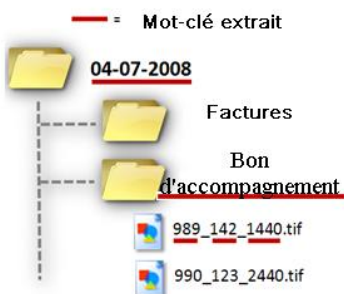 = Mot-clé extrait
04-07-2008
Factures
Bon
d'accompagnement
989_142_1440.tif
990_123_2440.tif